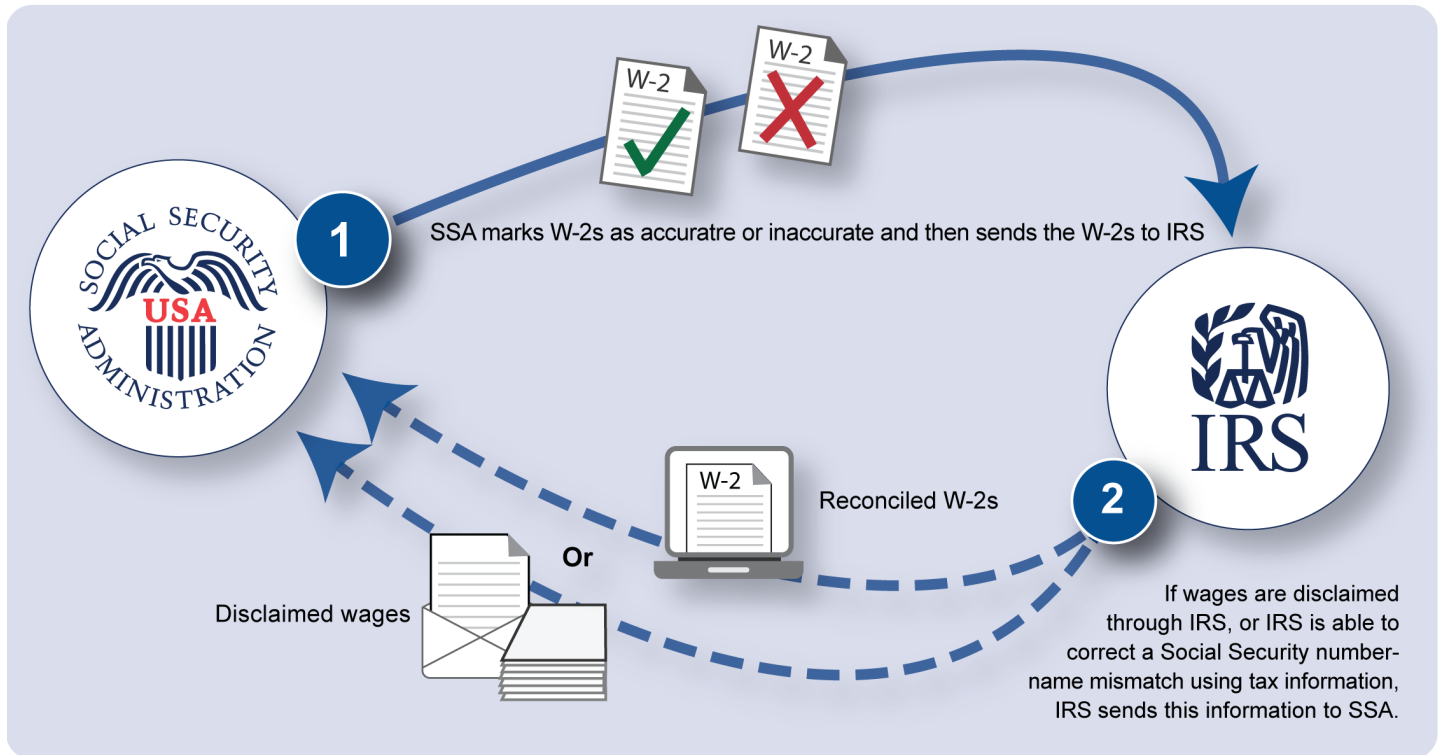 W-2
W-2
SOCIAL SECURITY
USA
ADMINISTRATION
1
SSA marks W-2s as accuratre or inaccurate and then sends the W-2s to IRS
IRS
2
W-2
Reconciled W-2s
Or
Disclaimed wages
If wages are disclaimed
through IRS, or IRS is able to
correct a Social Security number-
name mismatch using tax information,
IRS sends this information to SSA.